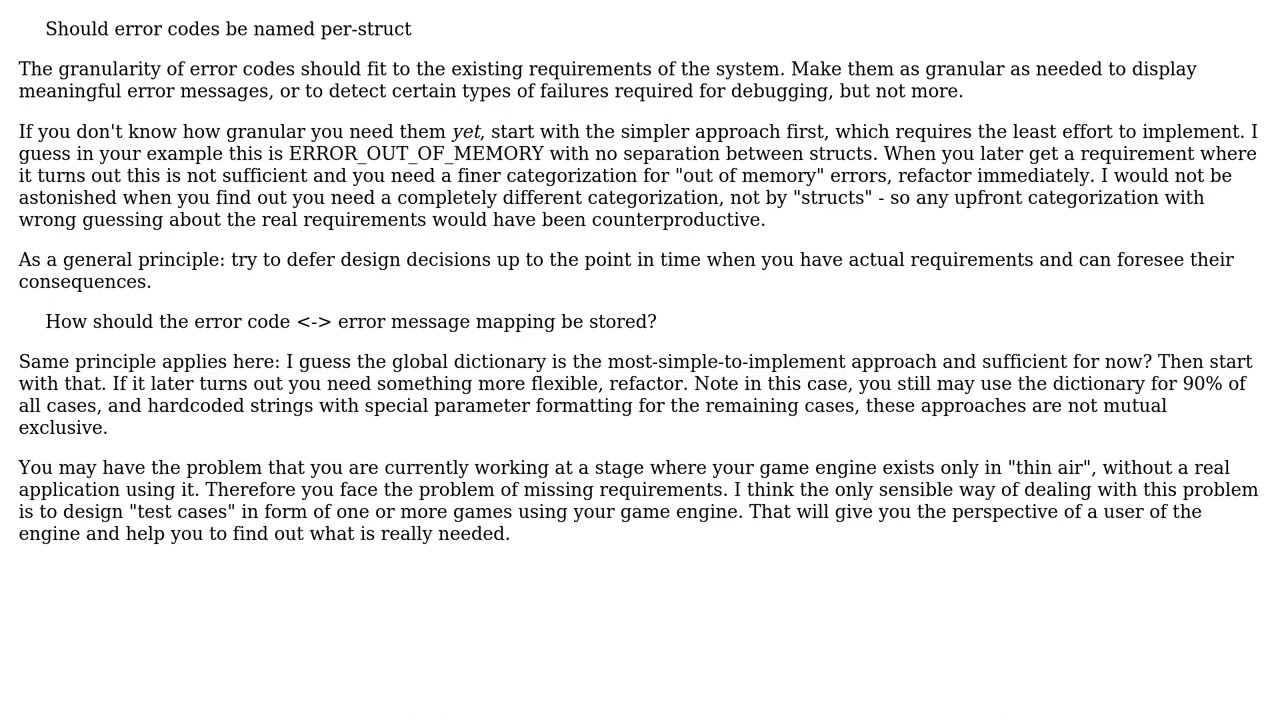 Should error codes be named per-struct
The granularity of error codes should fit to the existing requirements of the system. Make them as granular as needed to display
meaningful error messages, or to detect certain types of failures required for debugging, but not more.
If you don't know how granular you need them yet, start with the simpler approach first, which requires the least effort to implement. I
guess in your example this is ERROR_OUT_OF_MEMORY with no separation between structs. When you later get a requirement where
it turns out this is not sufficient and you need a finer categorization for "out of memory" errors, refactor immediately. I would not be
astonished when you find out you need a completely different categorization, not by "structs" - so any upfront categorization with
wrong guessing about the real requirements would have been counterproductive.
As a general principle: try to defer design decisions up to the point in time when you have actual requirements and can foresee their
consequences.
How should the error code <-> error message mapping be stored?
Same principle applies here: I guess the global dictionary is the most-simple-to-implement approach and sufficient for now? Then start
with that. If it later turns out you need something more flexible, refactor. Note in this case, you still may use the dictionary for 90% of
all cases, and hardcoded strings with special parameter formatting for the remaining cases, these approaches are not mutual
exclusive.
You may have the problem that you are currently working at a stage where your game engine exists only in "thin air", without a real
application using it. Therefore you face the problem of missing requirements. I think the only sensible way of dealing with this problem
is to design "test cases" in form of one or more games using your game engine. That will give you the perspective of a user of the
engine and help you to find out what is really needed.